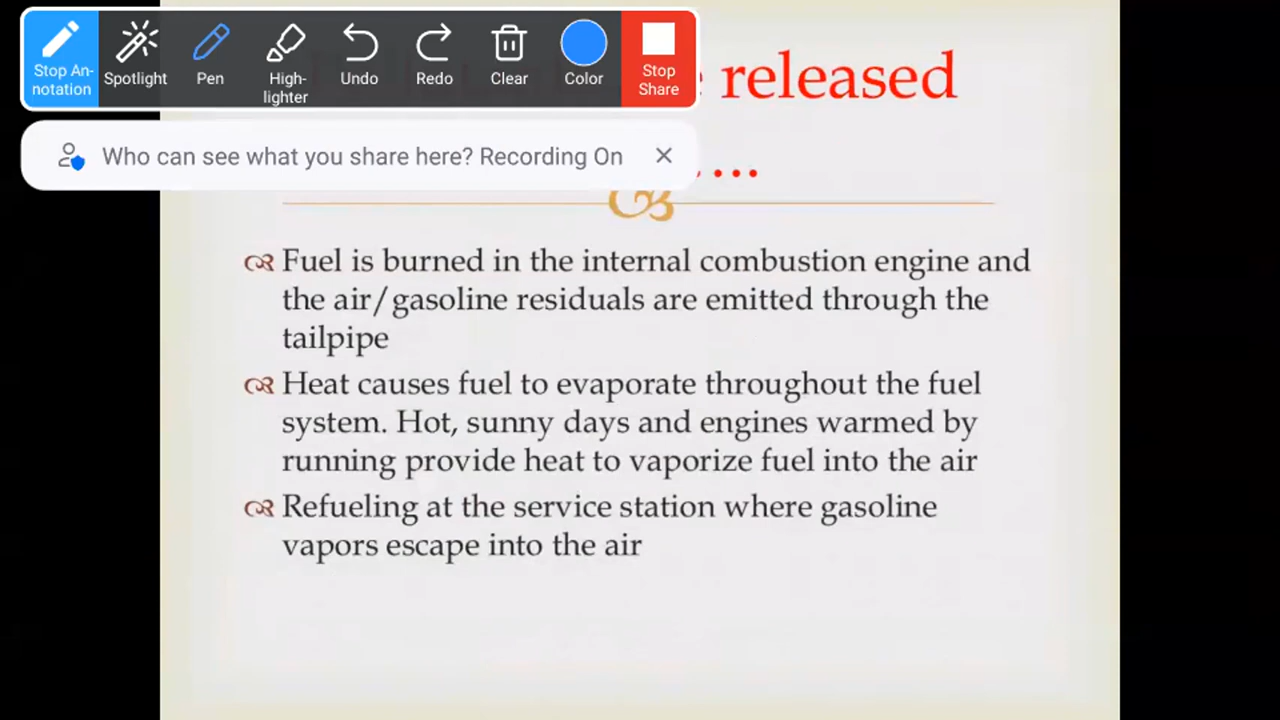 Stop An-
notation
Spotlight
Pen
High-
lighter
Undo
Redo
Clear
Color
Stop
Share
released
Who can see what you share here? Recording On
...
Fuel is burned in the internal combustion engine and
the air/gasoline residuals are emitted through the
tailpipe
Heat causes fuel to evaporate throughout the fuel
system. Hot, sunny days and engines warmed by
running provide heat to vaporize fuel into the air
Refueling at the service station where gasoline
vapors escape into the air